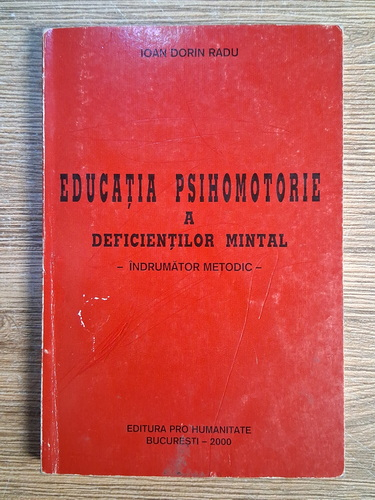 IOAN DORIN RADU
EDUCAȚIA PSIHOMOTORIE
A
DEFICIENȚILOR MINTAL
– ÎNDRUMĂTOR METODIC –
EDITURA PRO HUMANITATE
BUCUREȘTI – 2000